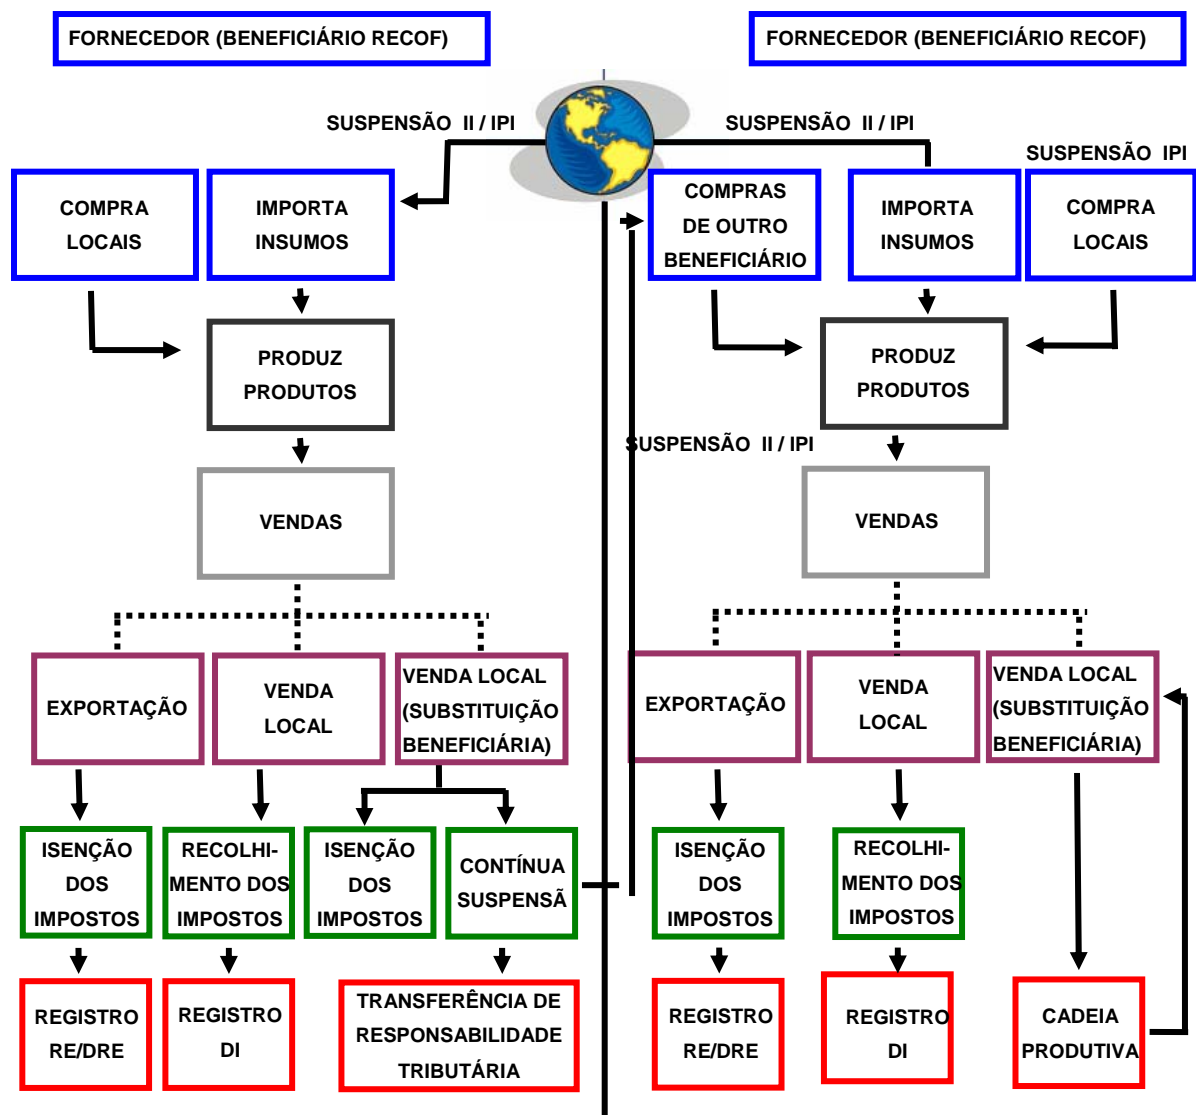 FORNECEDOR (BENEFICIÁRIO RECOF)
FORNECEDOR (BENEFICIÁRIO RECOF)
SUSPENSÃO II / IPI
SUSPENSÃO II / IPI
SUSPENSÃO IPI
COMPRA
LOCAIS
IMPORTA
INSUMOS
COMPRAS
DE OUTRO
BENEFICIÁRIO
IMPORTA
INSUMOS
COMPRA
LOCAIS
PRODUZ
PRODUTOS
PRODUZ
PRODUTOS
SUSPENSÃO II / IPI
VENDAS
VENDAS
EXPORTAÇÃO
VENDA
LOCAL
VENDA LOCAL
(SUBSTITUIÇÃO
BENEFICIÁRIA)
EXPORTAÇÃO
VENDA
LOCAL
VENDA LOCAL
(SUBSTITUIÇÃO
BENEFICIÁRIA)
ISENÇÃO
DOS
IMPOSTOS
RECOLHI-
MENTO DOS
IMPOSTOS
ISENÇÃO
DOS
IMPOSTOS
CONTÍNUA
SUSPENSÃ
ISENÇÃO
DOS
IMPOSTOS
RECOLHI-
MENTO DOS
IMPOSTOS
REGISTRO
RE/DRE
REGISTRO
DI
TRANSFERÊNCIA DE
RESPONSABILIDADE
TRIBUTÁRIA
REGISTRO
RE/DRE
REGISTRO
DI
CADEIA
PRODUTIVA